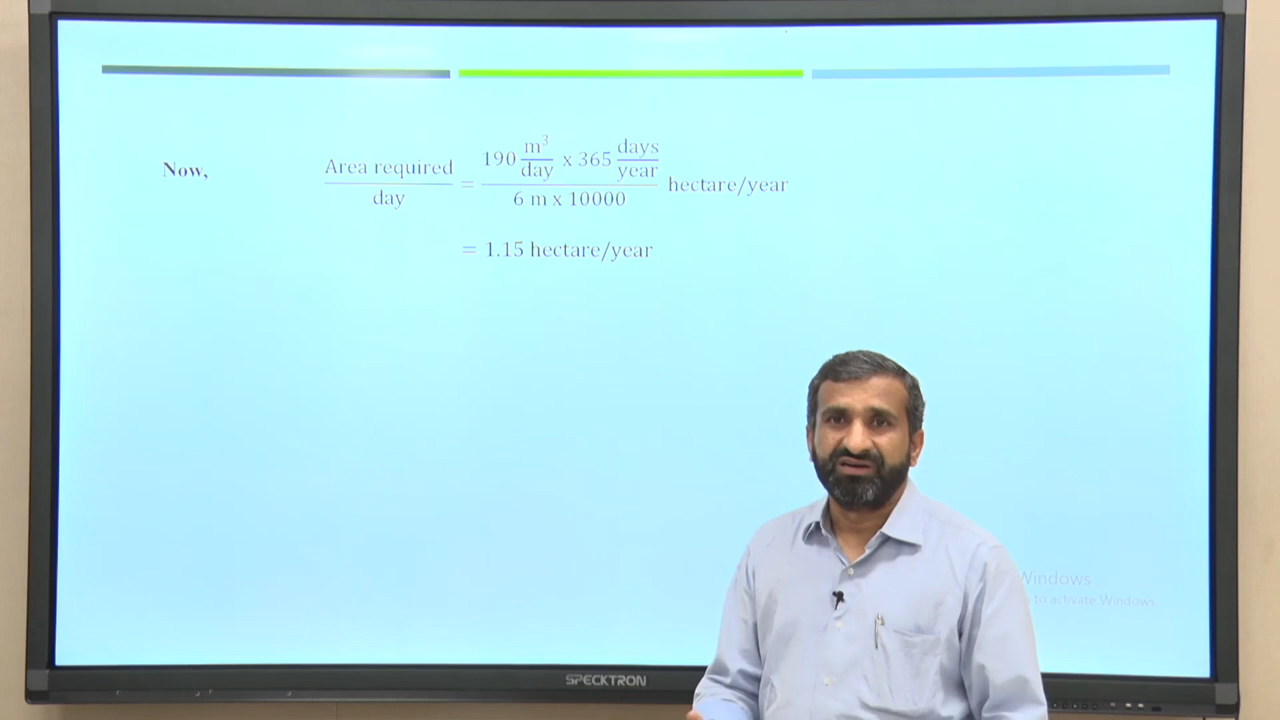 Now,
Area required / day = 190 m³/day x 365 days/year / 6 m x 10000 hectare/year
= 1.15 hectare/year
Windows
to activate Windows
SPECKTRON